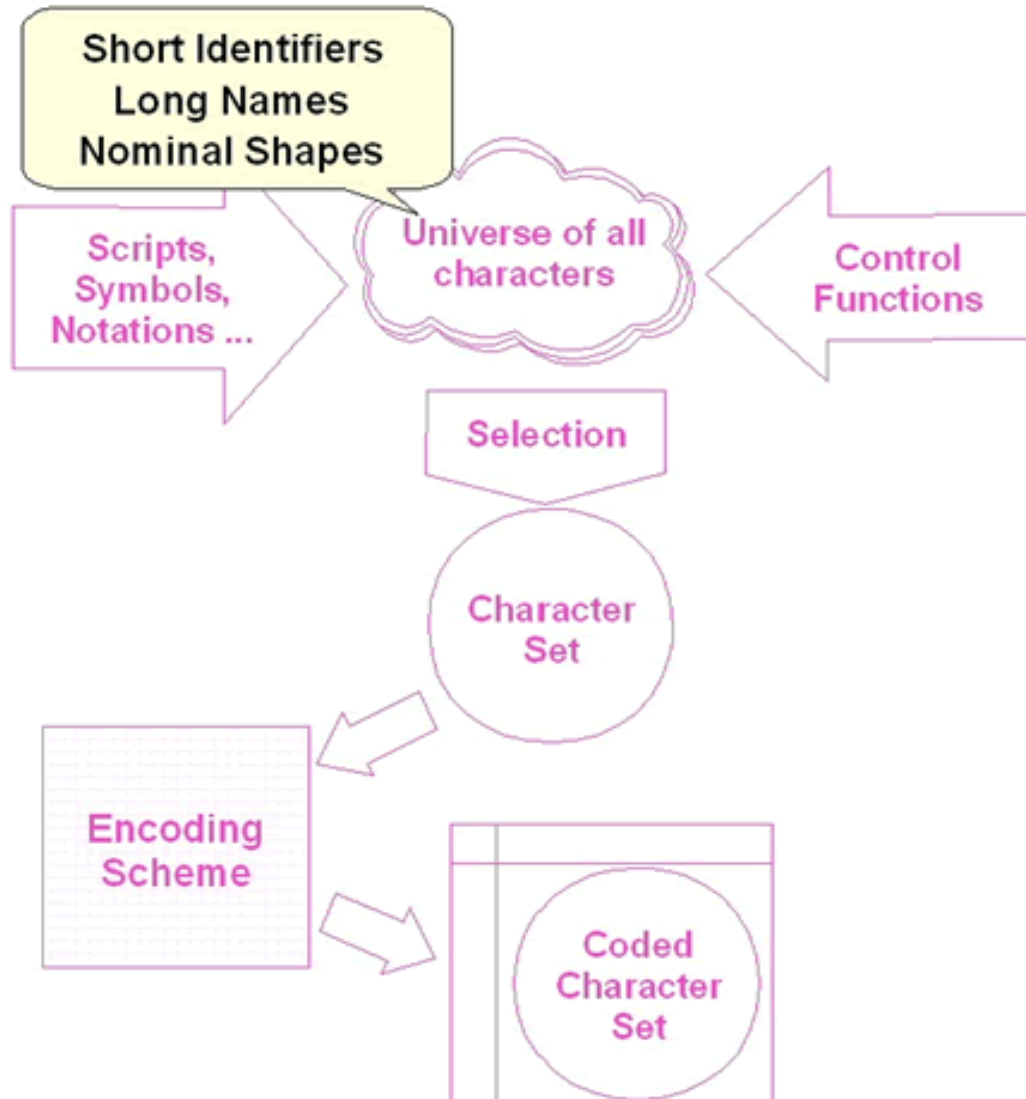 Short Identifiers
Long Names
Nominal Shapes
Universe of all
characters
Scripts,
Symbols,
Notations ...
Control
Functions
Selection
Character
Set
Encoding
Scheme
Coded
Character
Set